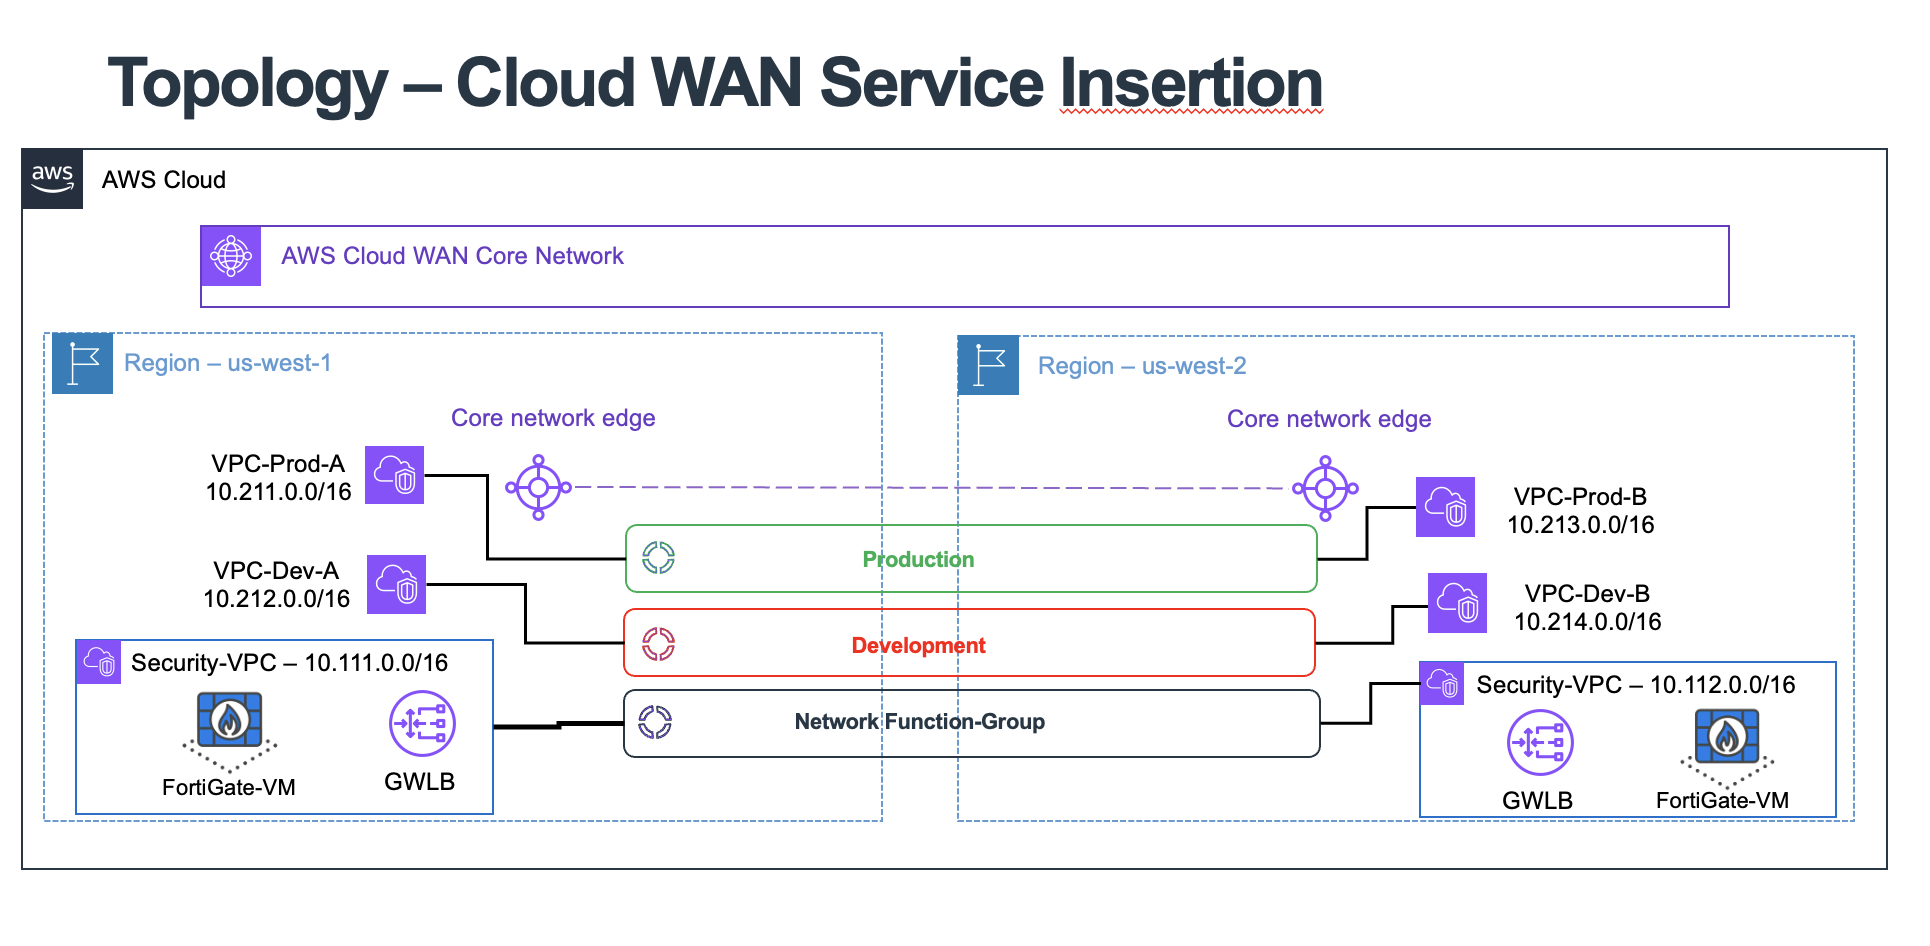 Topology – Cloud WAN Service Insertion
aws
AWS Cloud
AWS Cloud WAN Core Network
Region – us-west-1
Core network edge
VPC-Prod-A
10.211.0.0/16
VPC-Dev-A
10.212.0.0/16
Security-VPC – 10.111.0.0/16
FortiGate-VM
GWLB
Production
Development
Network Function-Group
Region – us-west-2
Core network edge
VPC-Prod-B
10.213.0.0/16
VPC-Dev-B
10.214.0.0/16
Security-VPC – 10.112.0.0/16
GWLB
FortiGate-VM